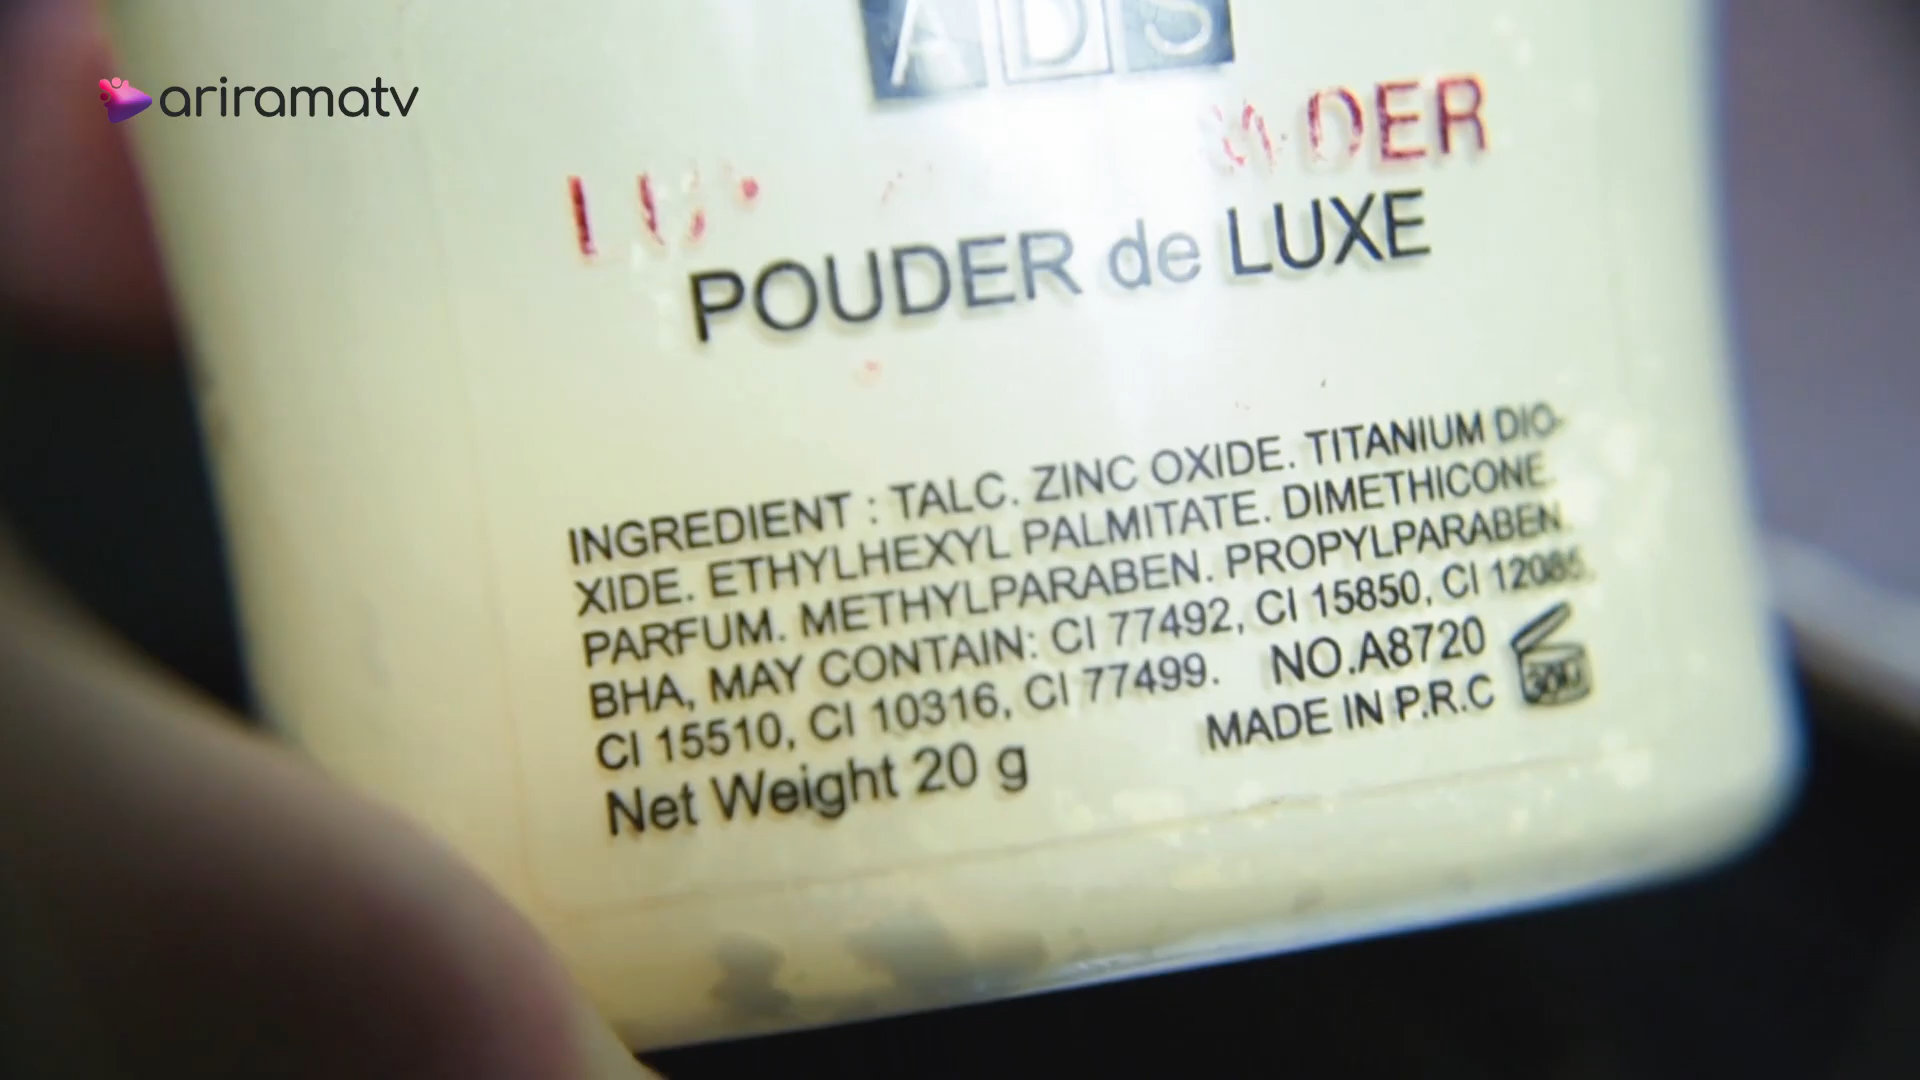 ADS
ariramatv
POUDER de LUXE
INGREDIENT : TALC. ZINC OXIDE. TITANIUM DIO-
XIDE. ETHYLHEXYL PALMITATE. DIMETHICONE.
PARFUM. METHYLPARABEN. PROPYLPARABEN.
BHA, MAY CONTAIN: CI 77492, CI 15850, CI
CI 15510, CI 10316, CI 77499. NO.A8720
Net Weight 20 g MADE IN P.R.C